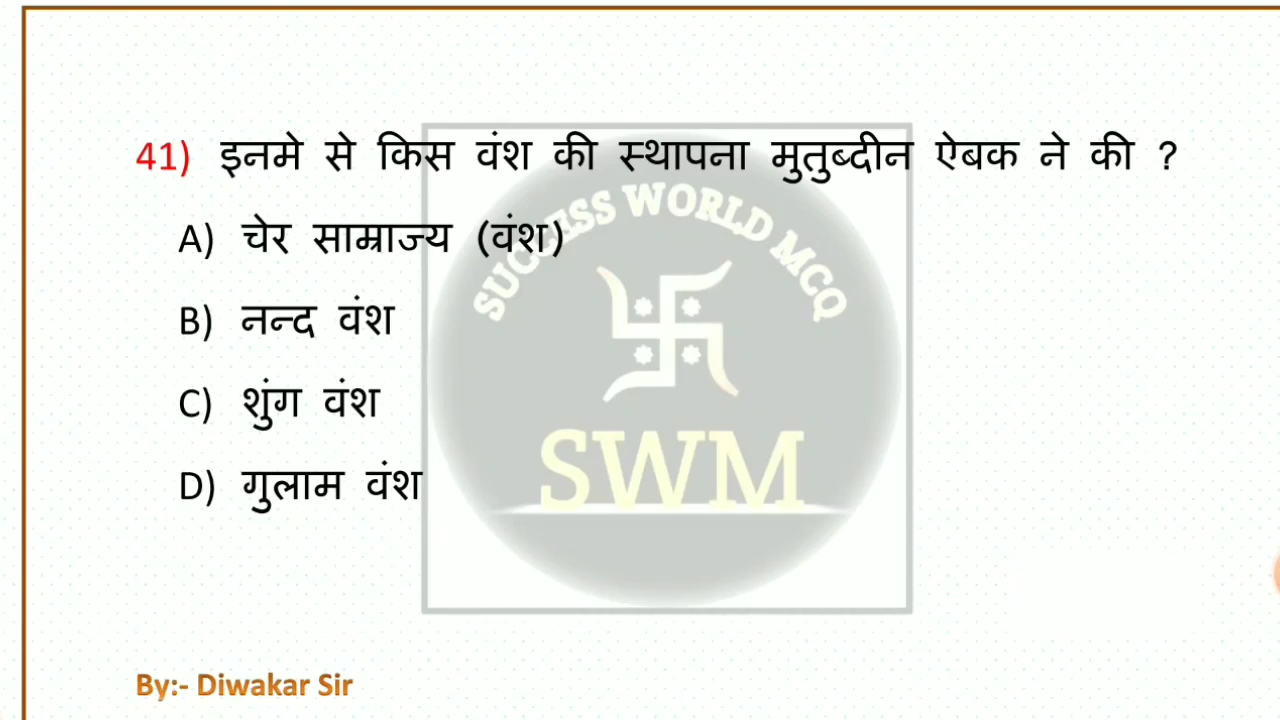 41) इनमे से किस वंश की स्थापना मुतुब्दीन ऐबक ने की ?
A) चेर साम्राज्य (वंश)
B) नन्द वंश
C) शुंग वंश
D) गुलाम वंश
SUCCESS WORLD MCQ
SWM
By:- Diwakar Sir